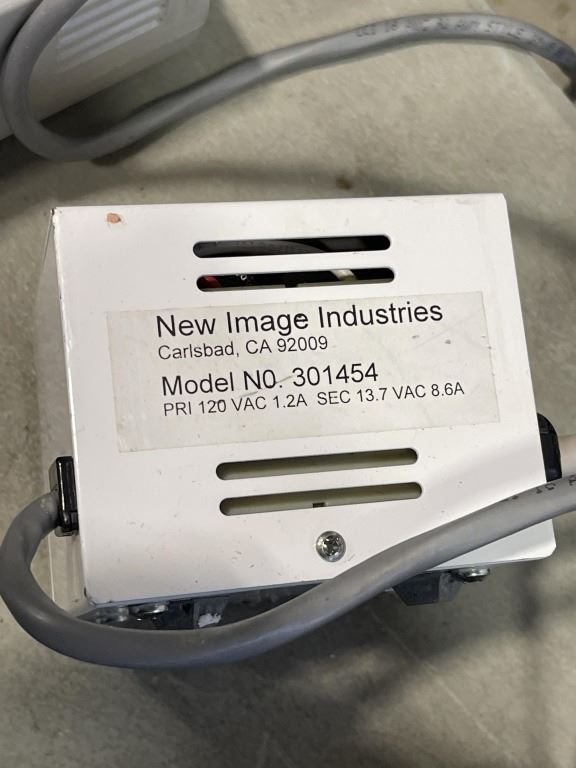 New Image Industries
Carlsbad, CA 92009
Model N0. 301454
PRI 120 VAC 1.2A SEC 13.7 VAC 8.6A